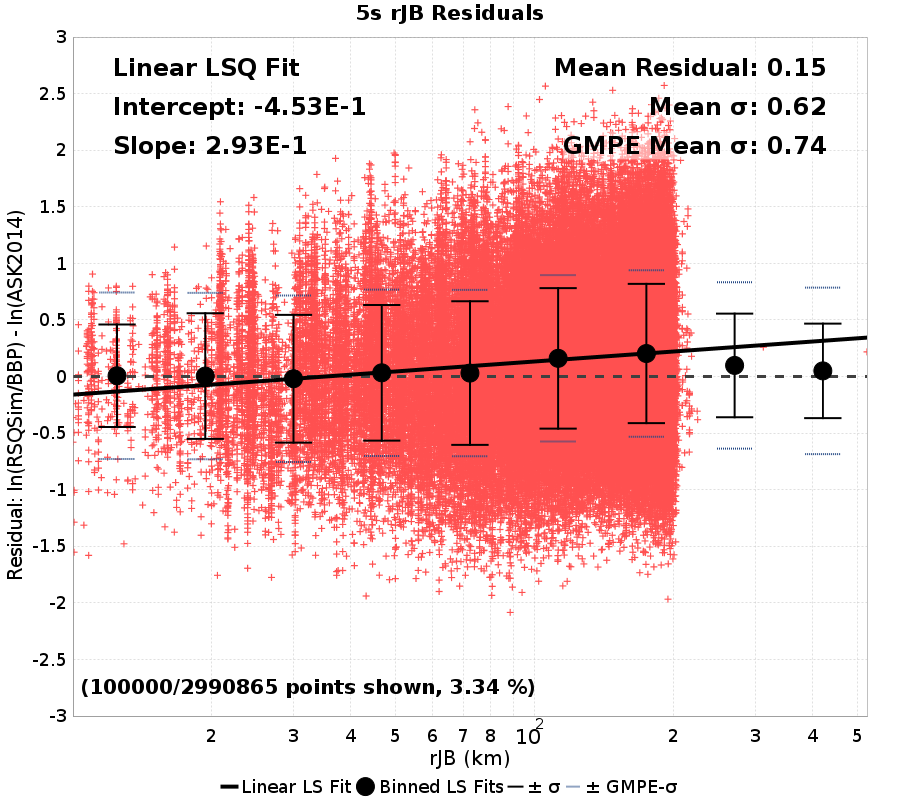 5s rJB Residuals
Linear LSQ Fit
Intercept: -4.53E-1
Slope: 2.93E-1
Mean Residual: 0.15
Mean σ: 0.62
GMPE Mean σ: 0.74
3
2.5
2
1.5
1
0.5
0
-0.5
-1
-1.5
-2
-2.5
-3
Residual: ln(RSQSim/BBP) - ln(ASK2014)
(100000/2990865 points shown, 3.34 %)
2 3 4 5 6 7 8 10² 2 3 4 5
rJB (km)
Linear LS Fit Binned LS Fits ± σ ± GMPE-σ